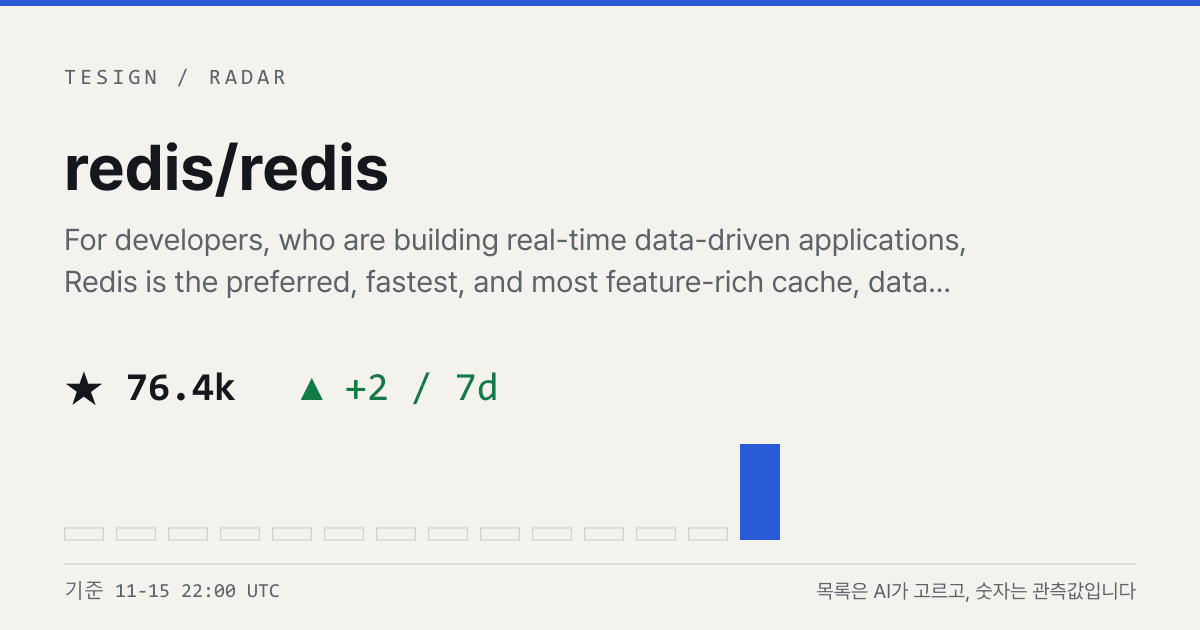 TESIGN / RADAR
redis/redis
For developers, who are building real-time data-driven applications,
Redis is the preferred, fastest, and most feature-rich cache, data...
★ 76.4k ▲ +2 / 7d
기준 11-15 22:00 UTC
목록은 AI가 고르고, 숫자는 관측값입니다